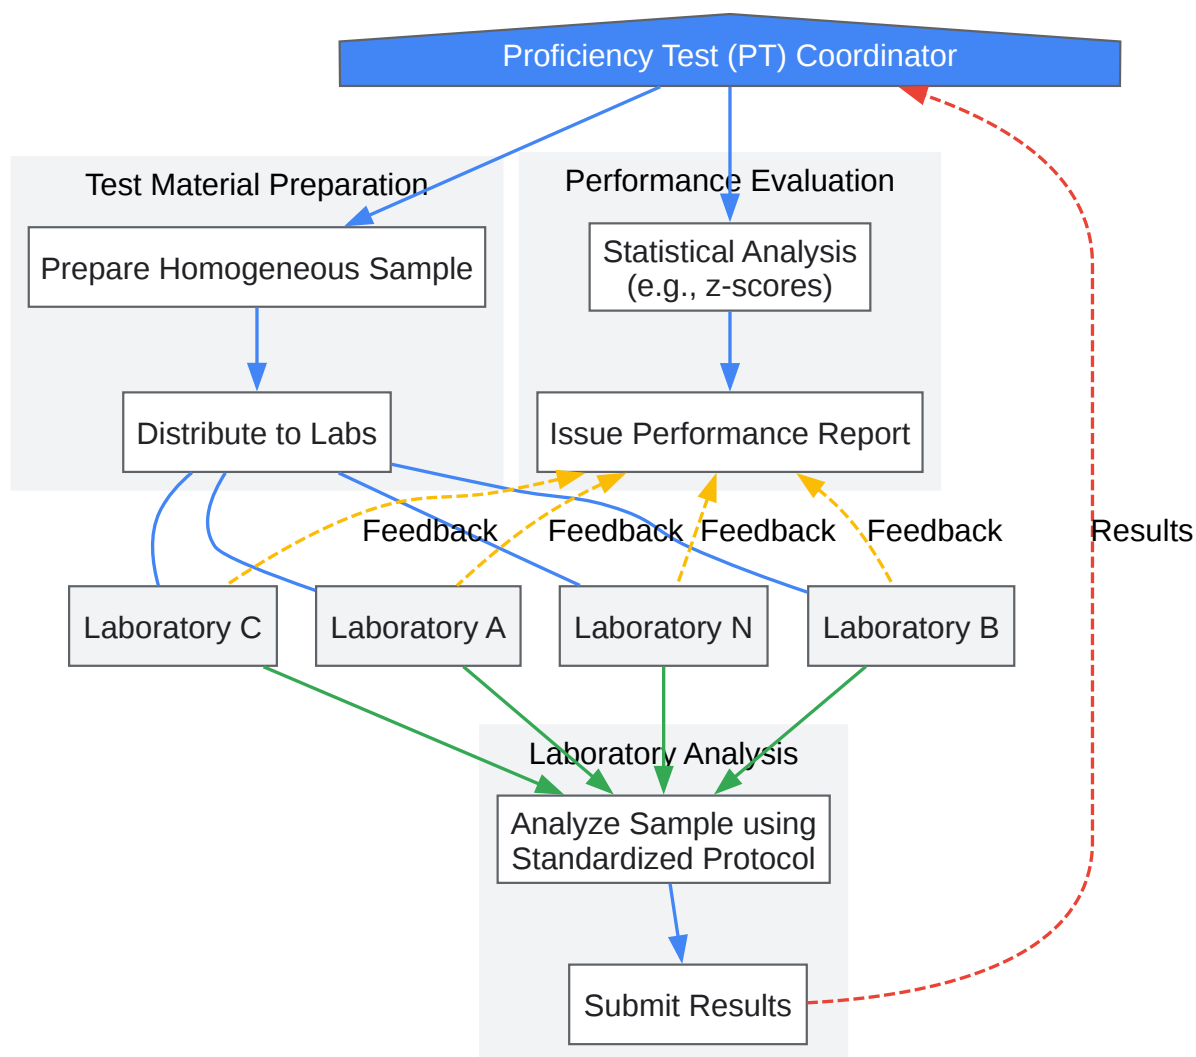 Proficiency Test (PT) Coordinator
Test Material Preparation
Performance Evaluation
Prepare Homogeneous Sample
Statistical Analysis
(e.g., z-scores)
Distribute to Labs
Issue Performance Report
Feedback
Feedback
Feedback
Feedback
Results
Laboratory C
Laboratory A
Laboratory N
Laboratory B
Laboratory Analysis
Analyze Sample using
Standardized Protocol
Submit Results